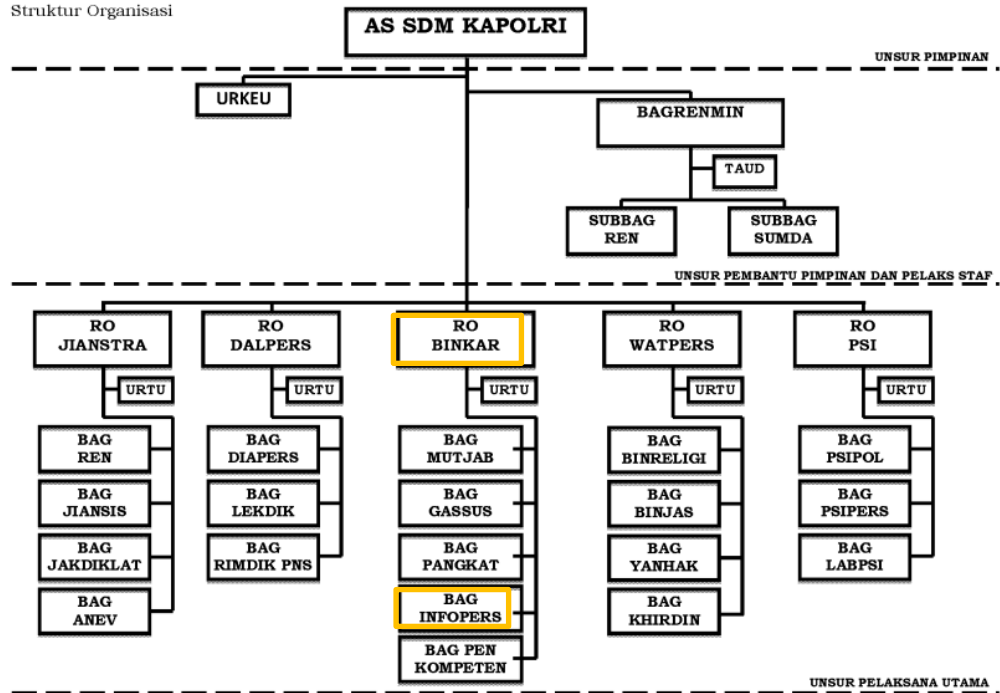 Struktur Organisasi
AS SDM KAPOLRI
UNSUR PIMPINAN
URKEU
BAGRENMIN
TAUD
SUBBAG
REN
SUBBAG
SUMDA
UNSUR PEMBANTU PIMPINAN DAN PELAKS STAF
RO
JIANSTRA
RO
DALPERS
RO
BINKAR
RO
WATPERS
RO
PSI
URTU
URTU
URTU
URTU
URTU
BAG
REN
BAG
JIANSIS
BAG
JAKDIKLAT
BAG
ANEV
BAG
DIAPERS
BAG
LEKDIK
BAG
RIMDIK PNS
BAG
MUTJAB
BAG
GASSUS
BAG
PANGKAT
BAG
INFOPERS
BAG PEN
KOMPETEN
BAG
BINRELIGI
BAG
BINJAS
BAG
YANHAK
BAG
KHIRDIN
BAG
PSIPOL
BAG
PSIPERS
BAG
LABPSI
UNSUR PELAKSANA UTAMA